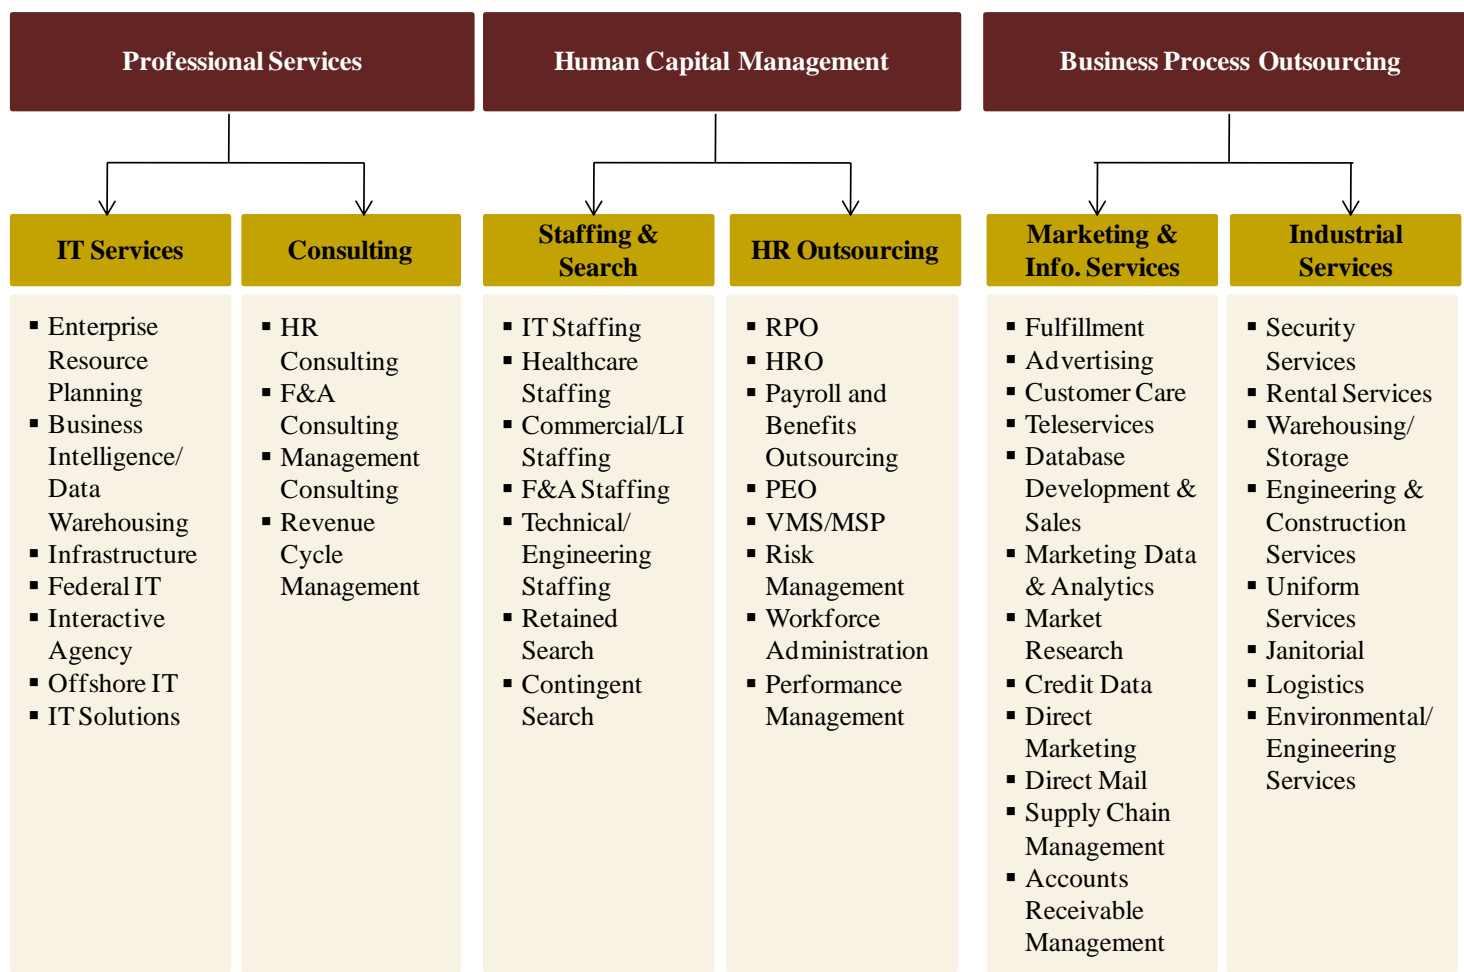 Professional Services
Human Capital Management
Business Process Outsourcing
IT Services
Consulting
Staffing &
Search
HR Outsourcing
Marketing &
Info. Services
Industrial
Services
▪ Enterprise
Resource
Planning
▪ Business
Intelligence/
Data
Warehousing
▪ Infrastructure
▪ Federal IT
▪ Interactive
Agency
▪ Offshore IT
▪ IT Solutions
▪ HR
Consulting
▪ F&A
Consulting
▪ Management
Consulting
▪ Revenue
Cycle
Management
▪ IT Staffing
▪ Healthcare
Staffing
▪ Commercial/LI
Staffing
▪ F&A Staffing
▪ Technical/
Engineering
Staffing
▪ Retained
Search
▪ Contingent
Search
▪ RPO
▪ HRO
▪ Payroll and
Benefits
Outsourcing
▪ PEO
▪ VMS/MSP
▪ Risk
Management
▪ Workforce
Administration
▪ Performance
Management
▪ Fulfillment
▪ Advertising
▪ Customer Care
▪ Teleservices
▪ Database
Development &
Sales
▪ Marketing Data
& Analytics
▪ Market
Research
▪ Credit Data
▪ Direct
Marketing
▪ Direct Mail
▪ Supply Chain
Management
▪ Accounts
Receivable
Management
▪ Security
Services
▪ Rental Services
▪ Warehousing/
Storage
▪ Engineering &
Construction
Services
▪ Uniform
Services
▪ Janitorial
▪ Logistics
▪ Environmental/
Engineering
Services